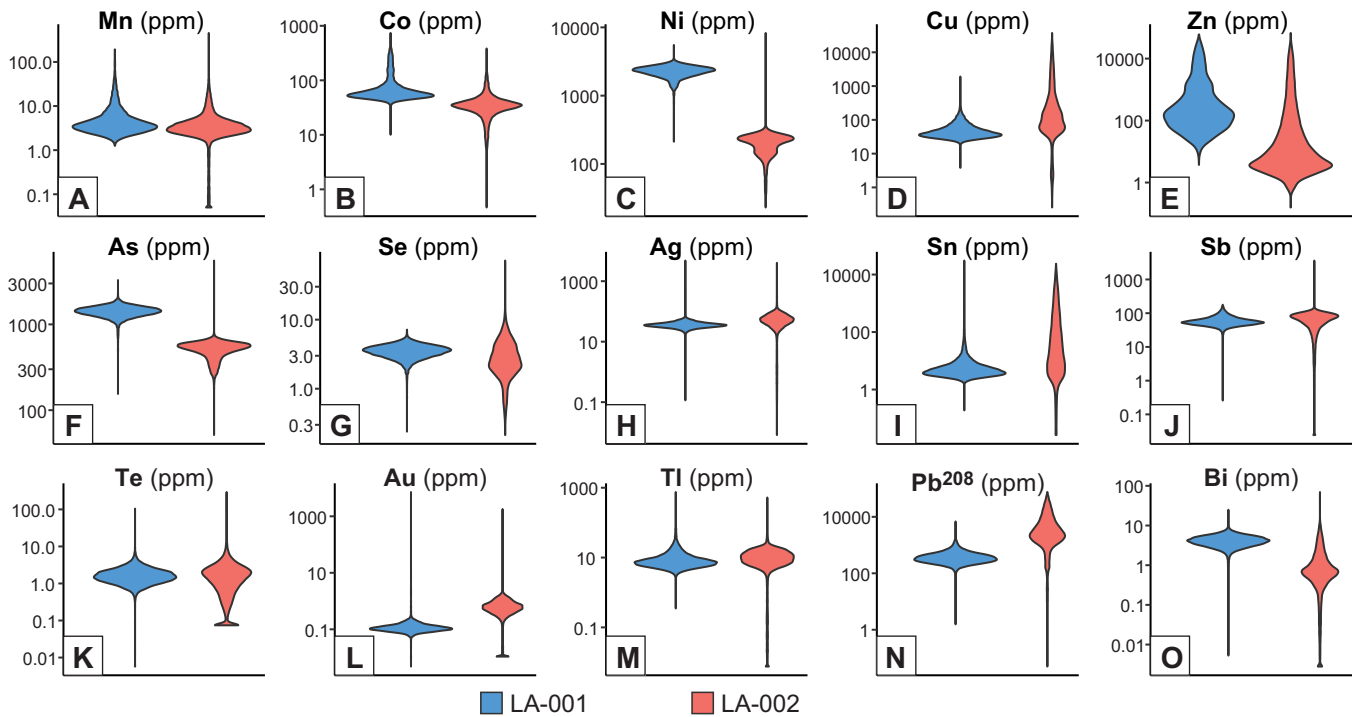 Mn (ppm)
100.0
10.0
1.0
0.1
A
Co (ppm)
1000
100
10
1
B
Ni (ppm)
10000
1000
100
C
Cu (ppm)
10000
1000
100
10
1
D
Zn (ppm)
10000
100
1
E
As (ppm)
3000
1000
300
100
F
Se (ppm)
30.0
10.0
3.0
1.0
0.3
G
Ag (ppm)
1000
10
0.1
H
Sn (ppm)
10000
100
1
I
Sb (ppm)
1000
100
10
1
0.1
J
Te (ppm)
100.0
10.0
1.0
0.1
0.01
K
Au (ppm)
1000
10
0.1
L
Tl (ppm)
1000
10
0.1
M
Pb²⁰⁸ (ppm)
10000
100
1
N
Bi (ppm)
100
10
1
0.1
0.01
O
LA-001
LA-002